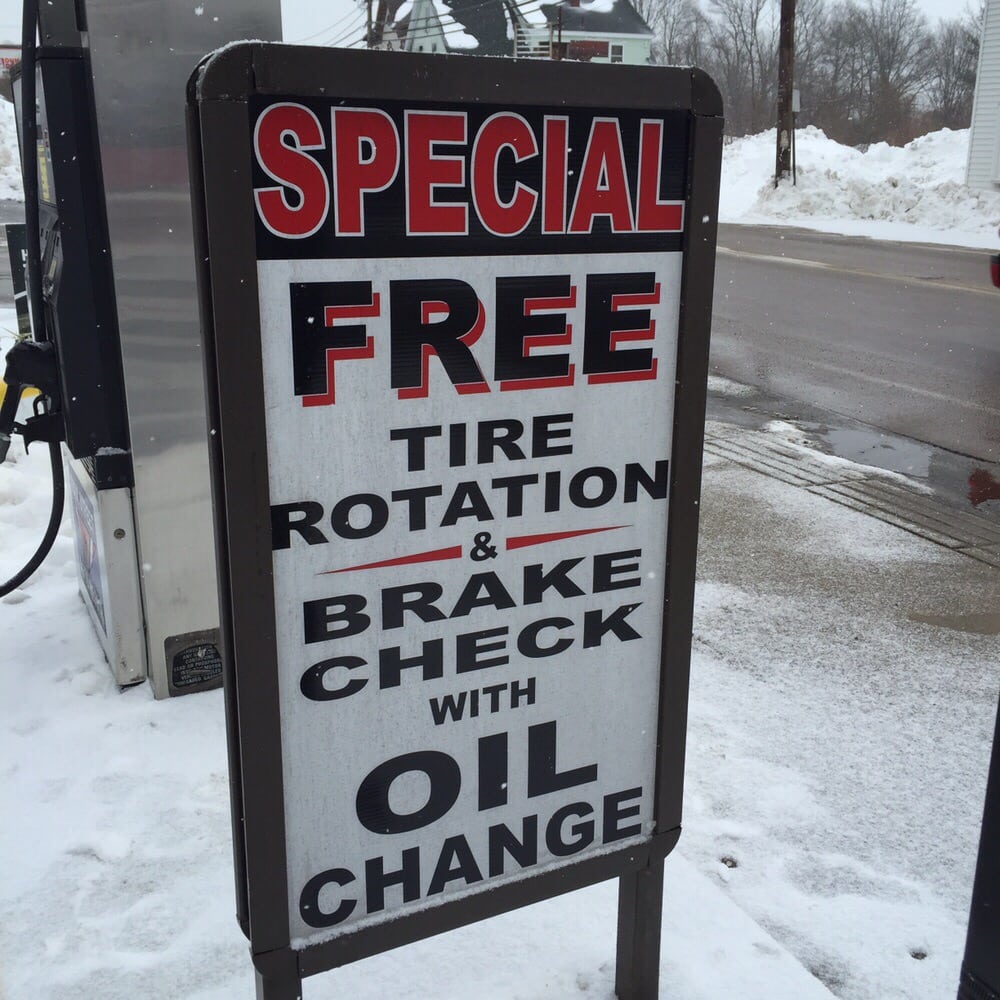 SPECIAL
FREE
TIRE
ROTATION
&
BRAKE
CHECK
WITH
OIL
CHANGE